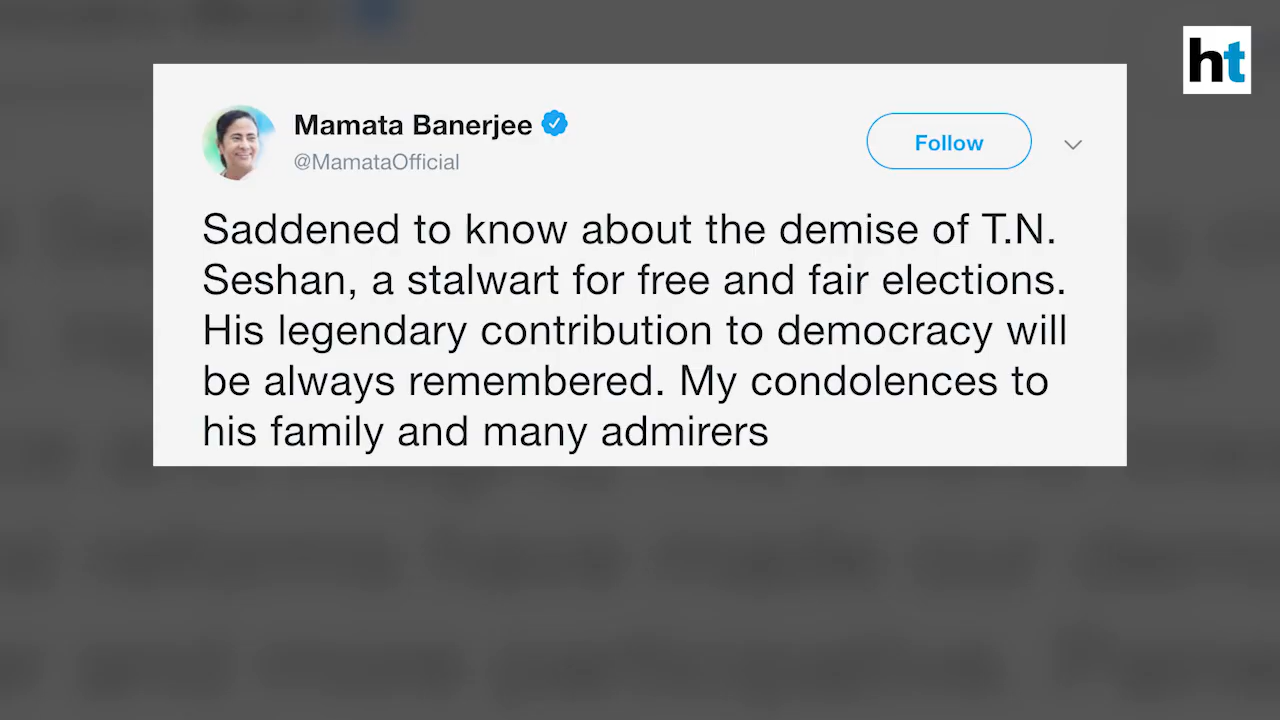 ht
Mamata Banerjee
@MamataOfficial
Follow
Saddened to know about the demise of T.N.
Seshan, a stalwart for free and fair elections.
His legendary contribution to democracy will
be always remembered. My condolences to
his family and many admirers